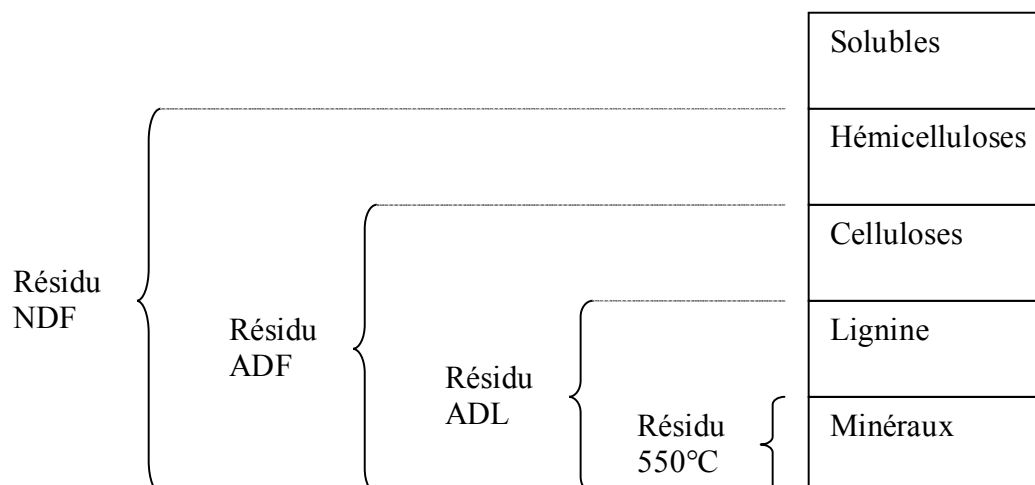 Solubles
Hémicelluloses
Celluloses
Résidu
NDF
Résidu
ADF
Lignine
Résidu
ADL
Résidu
550°C
Minéraux